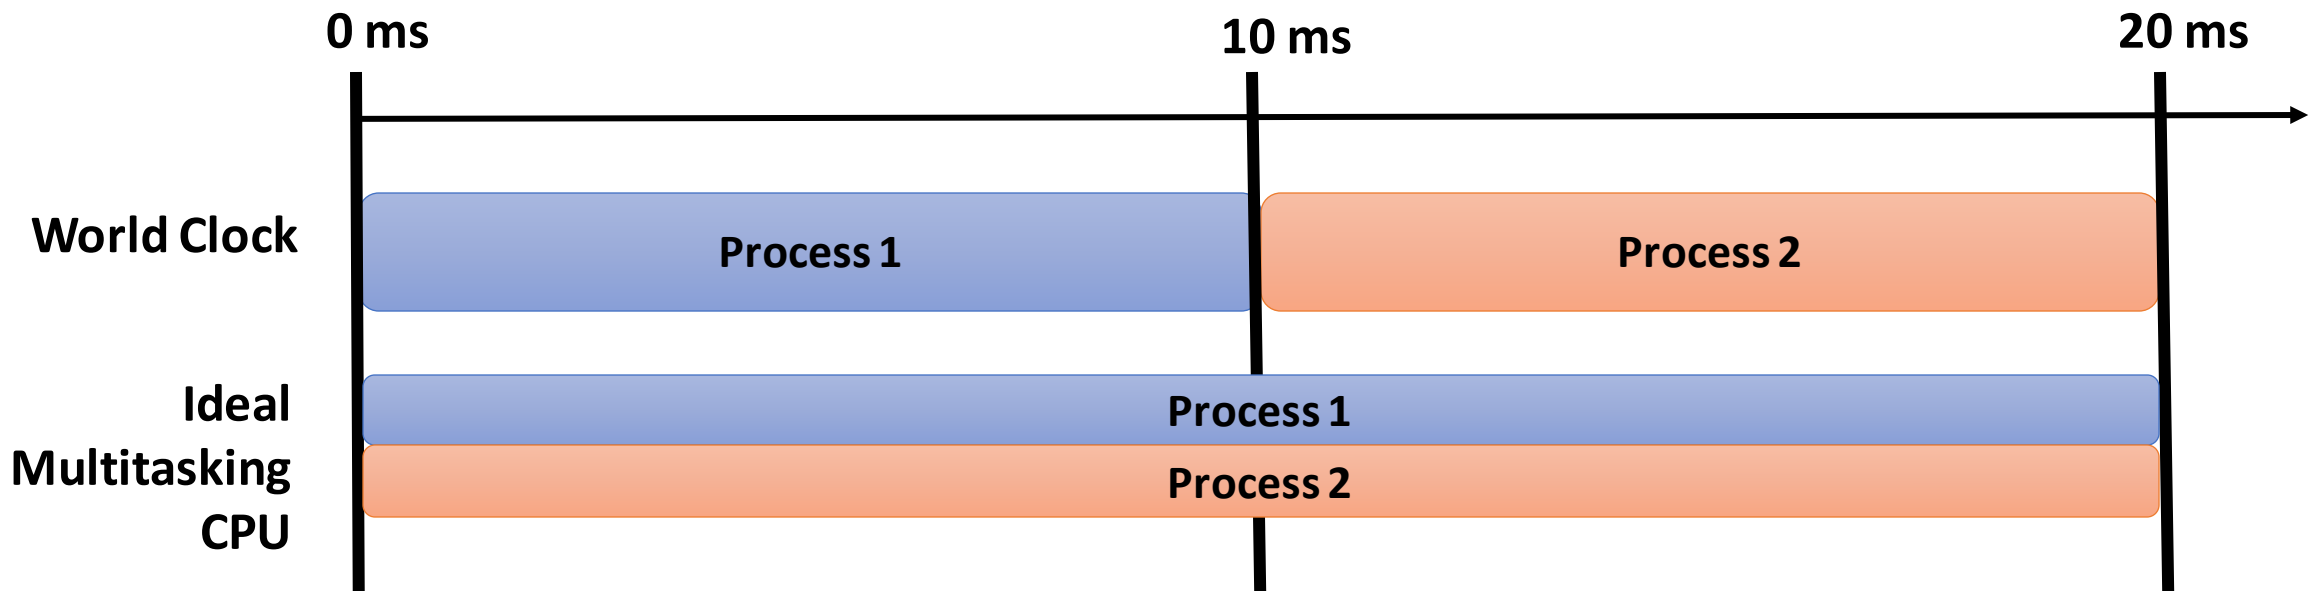 0 ms
10 ms
20 ms
World Clock
Process 1
Process 2
Ideal
Multitasking
CPU
Process 1
Process 2